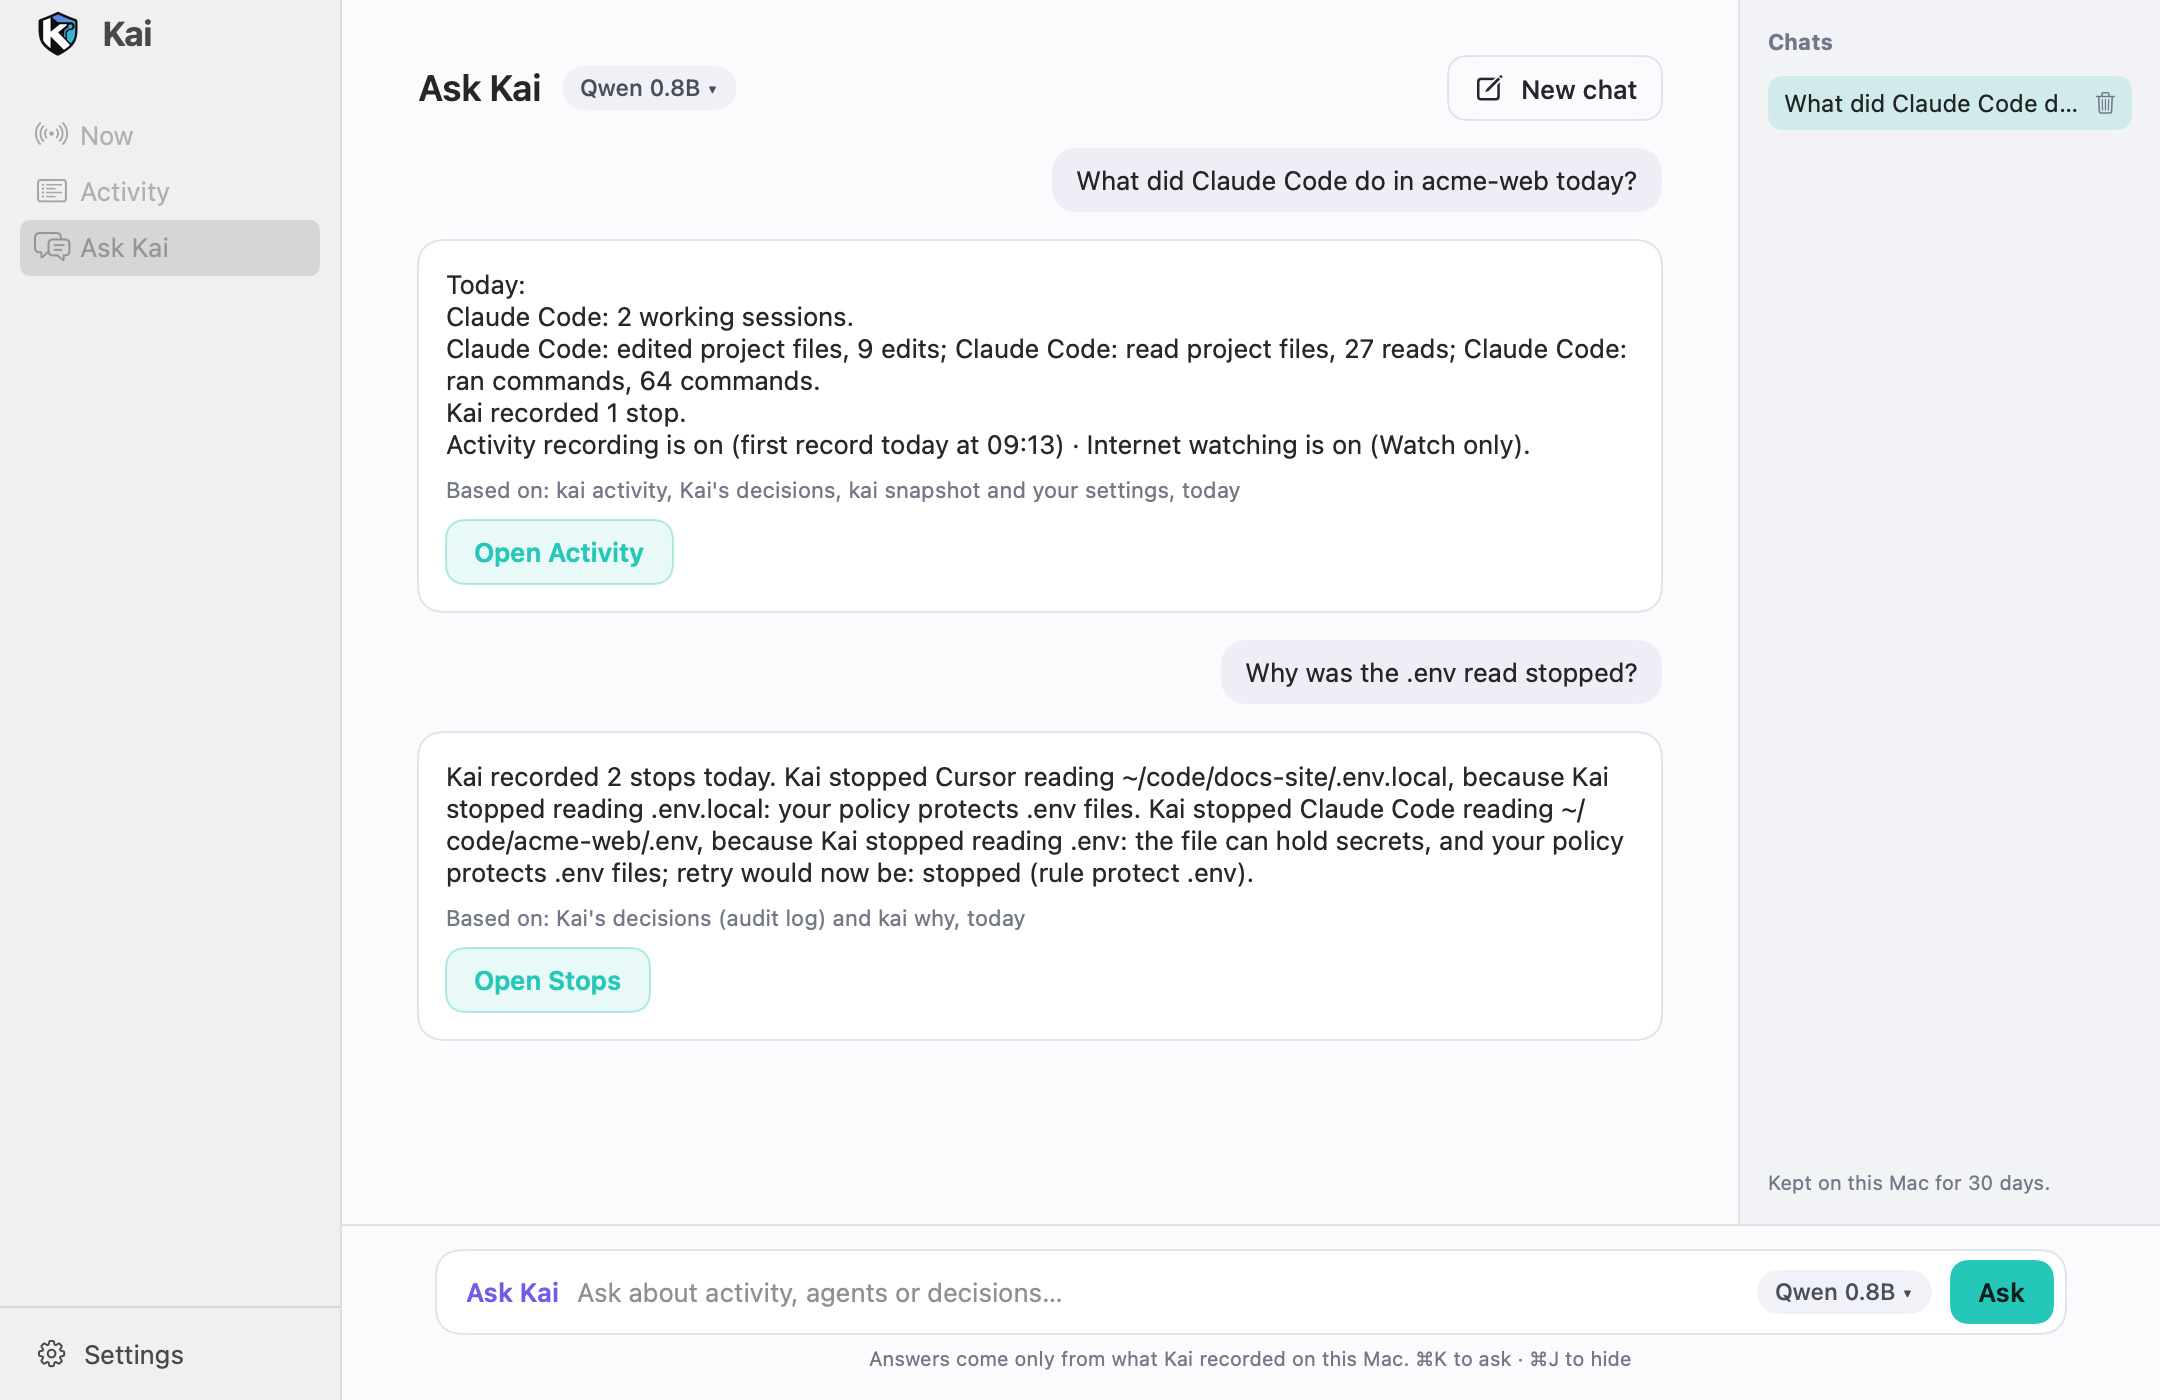 Kai
Now
Activity
Ask Kai
Settings
Ask Kai
Qwen 0.8B ▾
New chat
What did Claude Code do in acme-web today?
Today:
Claude Code: 2 working sessions.
Claude Code: edited project files, 9 edits; Claude Code: read project files, 27 reads; Claude Code:
ran commands, 64 commands.
Kai recorded 1 stop.
Activity recording is on (first record today at 09:13) · Internet watching is on (Watch only).
Based on: kai activity, Kai's decisions, kai snapshot and your settings, today
Open Activity
Why was the .env read stopped?
Kai recorded 2 stops today. Kai stopped Cursor reading ~/code/docs-site/.env.local, because Kai
stopped reading .env.local: your policy protects .env files. Kai stopped Claude Code reading ~/
code/acme-web/.env, because Kai stopped reading .env: the file can hold secrets, and your policy
protects .env files; retry would now be: stopped (rule protect .env).
Based on: Kai's decisions (audit log) and kai why, today
Open Stops
Chats
What did Claude Code d...
Kept on this Mac for 30 days.
Ask Kai
Ask about activity, agents or decisions...
Qwen 0.8B ▾
Ask
Answers come only from what Kai recorded on this Mac. ⌘K to ask · ⌘J to hide